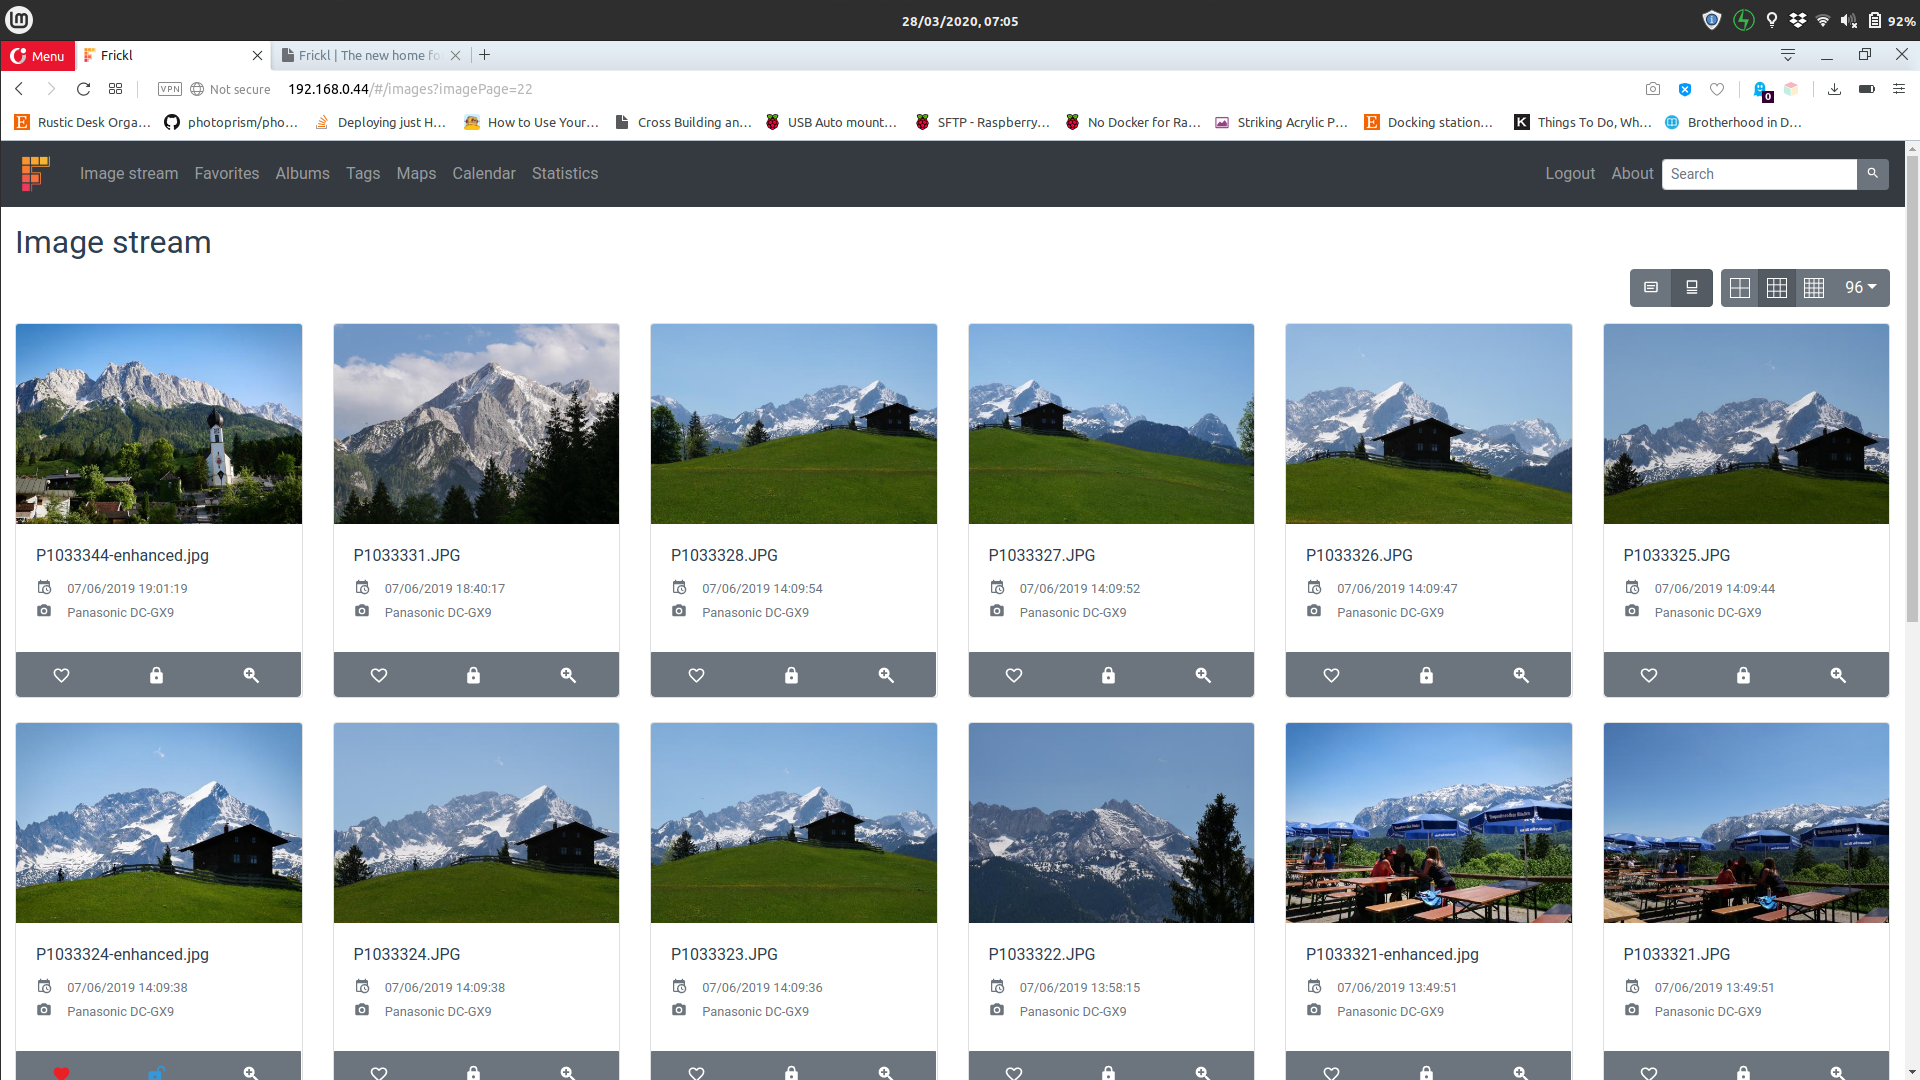 28/03/2020, 07:05
92%
Menu
Frickl
Frickl | The new home fo
VPN
Not secure
192.168.0.44/#/images?imagePage=22
0
Rustic Desk Orga…
photoprism/pho…
Deploying just H…
How to Use Your…
Cross Building an…
USB Auto mount…
SFTP - Raspberry…
No Docker for Ra…
Striking Acrylic P…
Docking station…
Things To Do, Wh…
Brotherhood in D…
Image stream
Favorites
Albums
Tags
Maps
Calendar
Statistics
Logout
About
Search
Image stream
96
P1033344-enhanced.jpg
07/06/2019 19:01:19
Panasonic DC-GX9
P1033331.JPG
07/06/2019 18:40:17
Panasonic DC-GX9
P1033328.JPG
07/06/2019 14:09:54
Panasonic DC-GX9
P1033327.JPG
07/06/2019 14:09:52
Panasonic DC-GX9
P1033326.JPG
07/06/2019 14:09:47
Panasonic DC-GX9
P1033325.JPG
07/06/2019 14:09:44
Panasonic DC-GX9
P1033324-enhanced.jpg
07/06/2019 14:09:38
Panasonic DC-GX9
P1033324.JPG
07/06/2019 14:09:38
Panasonic DC-GX9
P1033323.JPG
07/06/2019 14:09:36
Panasonic DC-GX9
P1033322.JPG
07/06/2019 13:58:15
Panasonic DC-GX9
P1033321-enhanced.jpg
07/06/2019 13:49:51
Panasonic DC-GX9
P1033321.JPG
07/06/2019 13:49:51
Panasonic DC-GX9